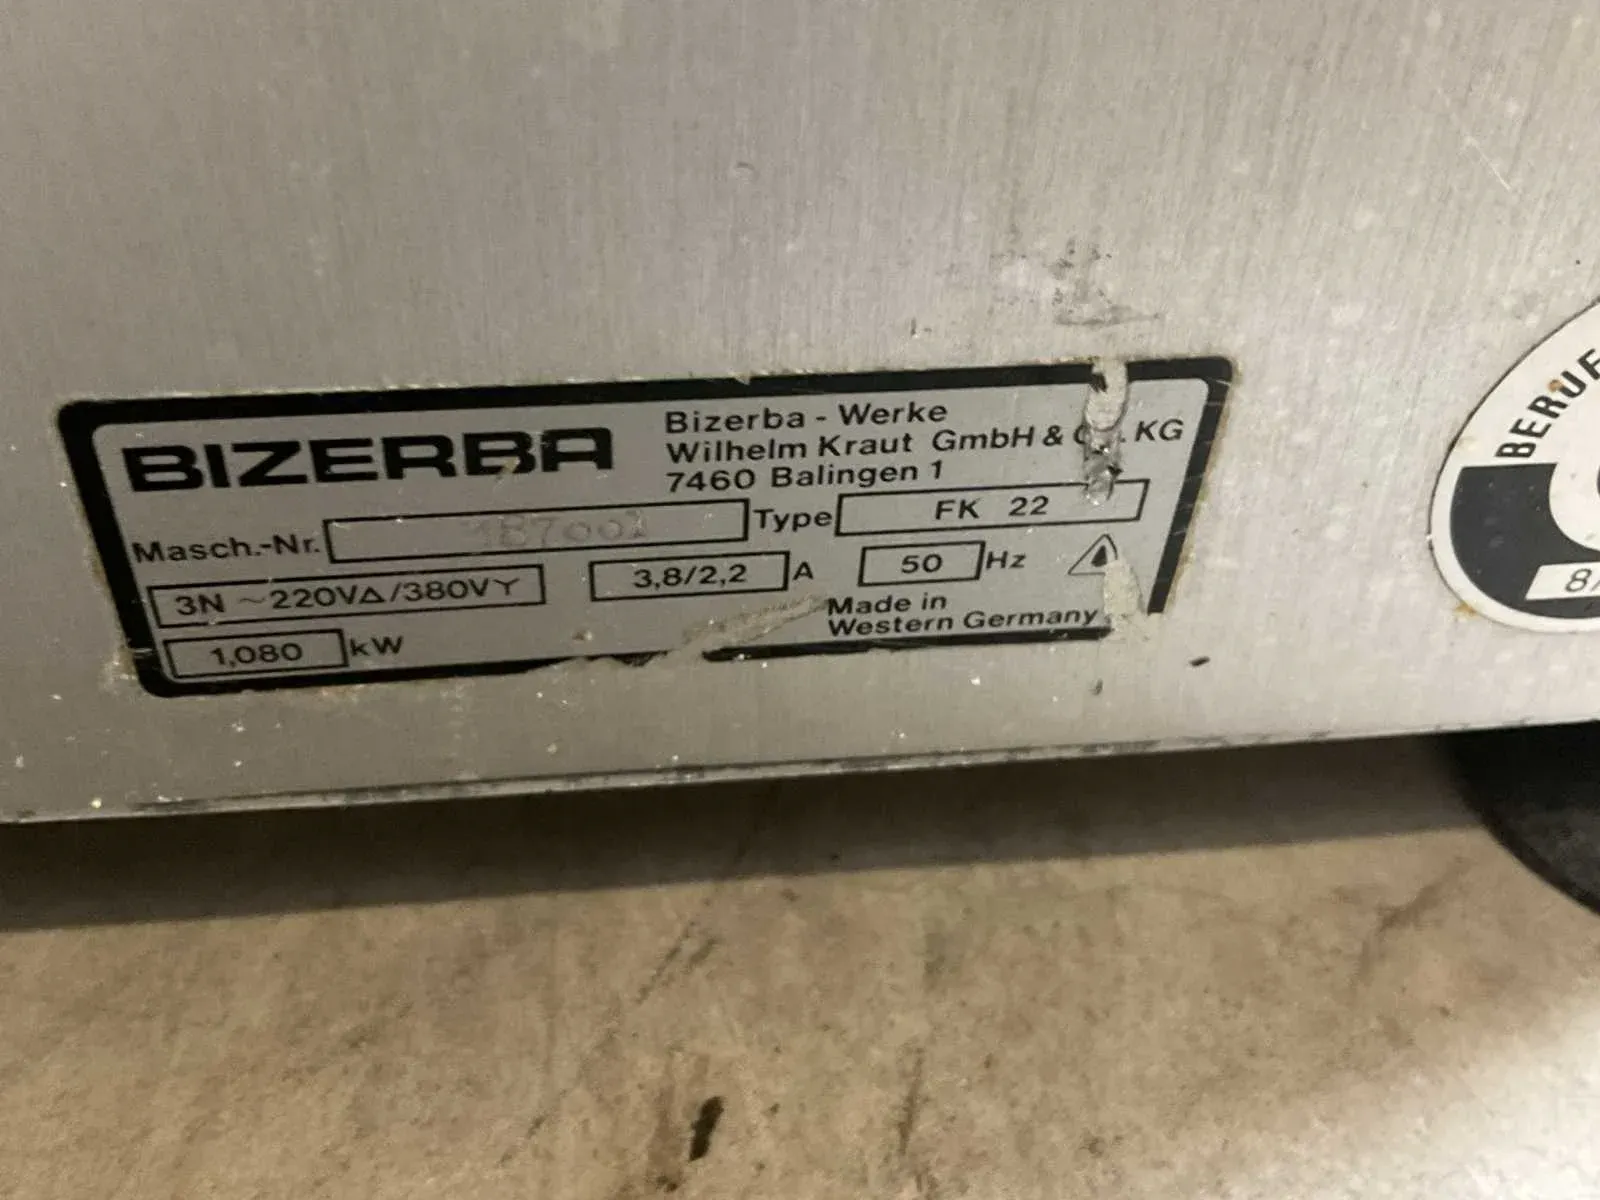 BIZERBA
Bizerba - Werke
Wilhelm Kraut GmbH & KG
7460 Balingen 1
Masch.-Nr. Type FK 22
3N ~220V△/380VY 3,8/2,2 A 50 Hz
1,080 kW
Made in
Western Germany